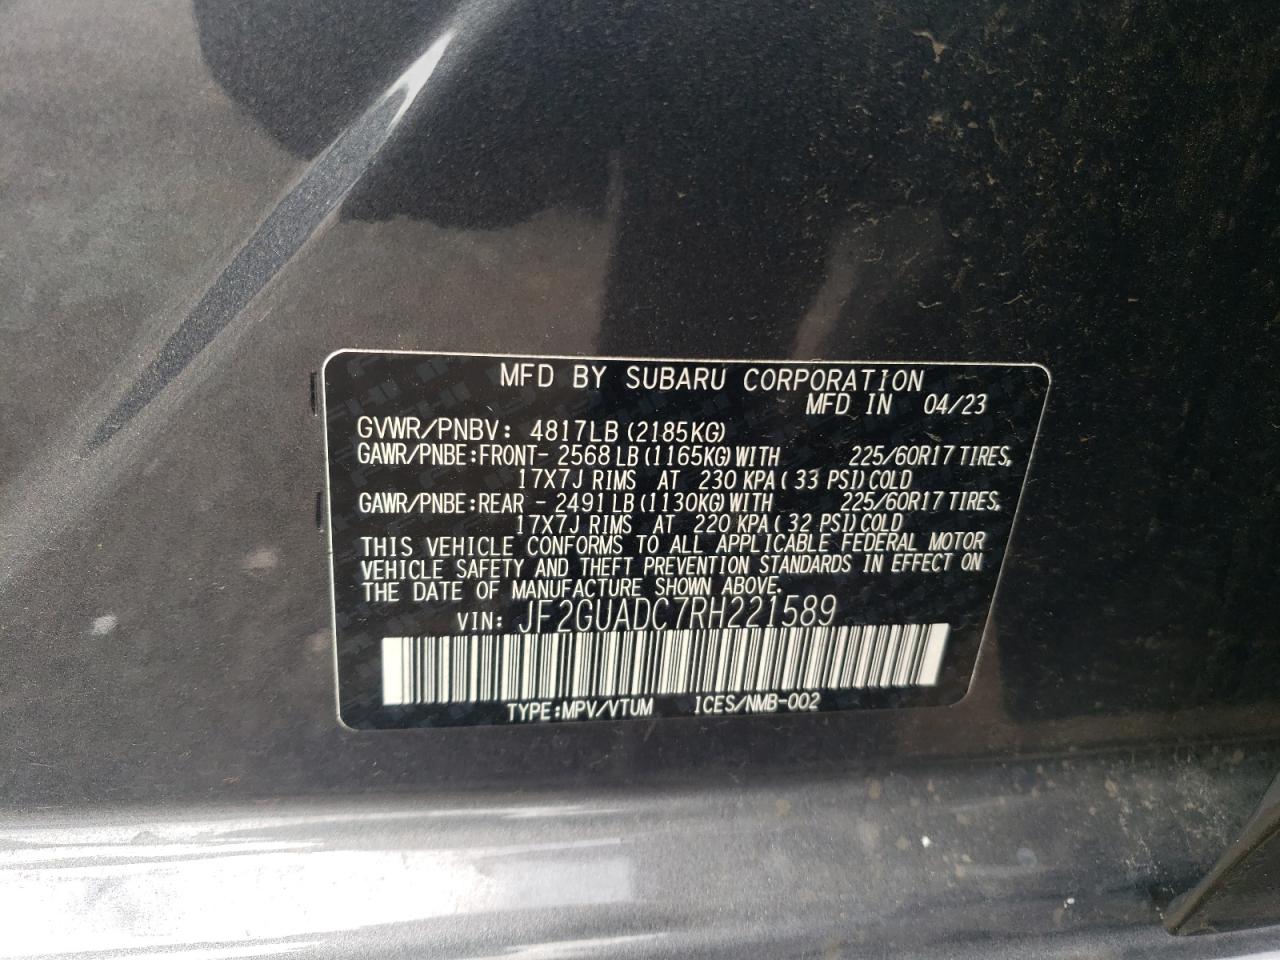 MFD BY SUBARU CORPORATION
MFD IN 04/23
GVWR/PNBV: 4817LB (2185KG)
GAWR/PNBE:FRONT- 2568 LB (1165KG) WITH 225/60R17 TIRES,
17X7J RIMS AT 230 KPA ( 33 PSI) COLD
GAWR/PNBE:REAR - 2491 LB (1130KG) WITH 225/60R17 TIRES,
17X7J RIMS AT 220 KPA ( 32 PSI) COLD
THIS VEHICLE CONFORMS TO ALL APPLICABLE FEDERAL MOTOR
VEHICLE SAFETY AND THEFT PREVENTION STANDARDS IN EFFECT ON
THE DATE OF MANUFACTURE SHOWN ABOVE.
VIN: JF2GUADC7RH221589
TYPE:MPV/VTUM ICES/NMB-002